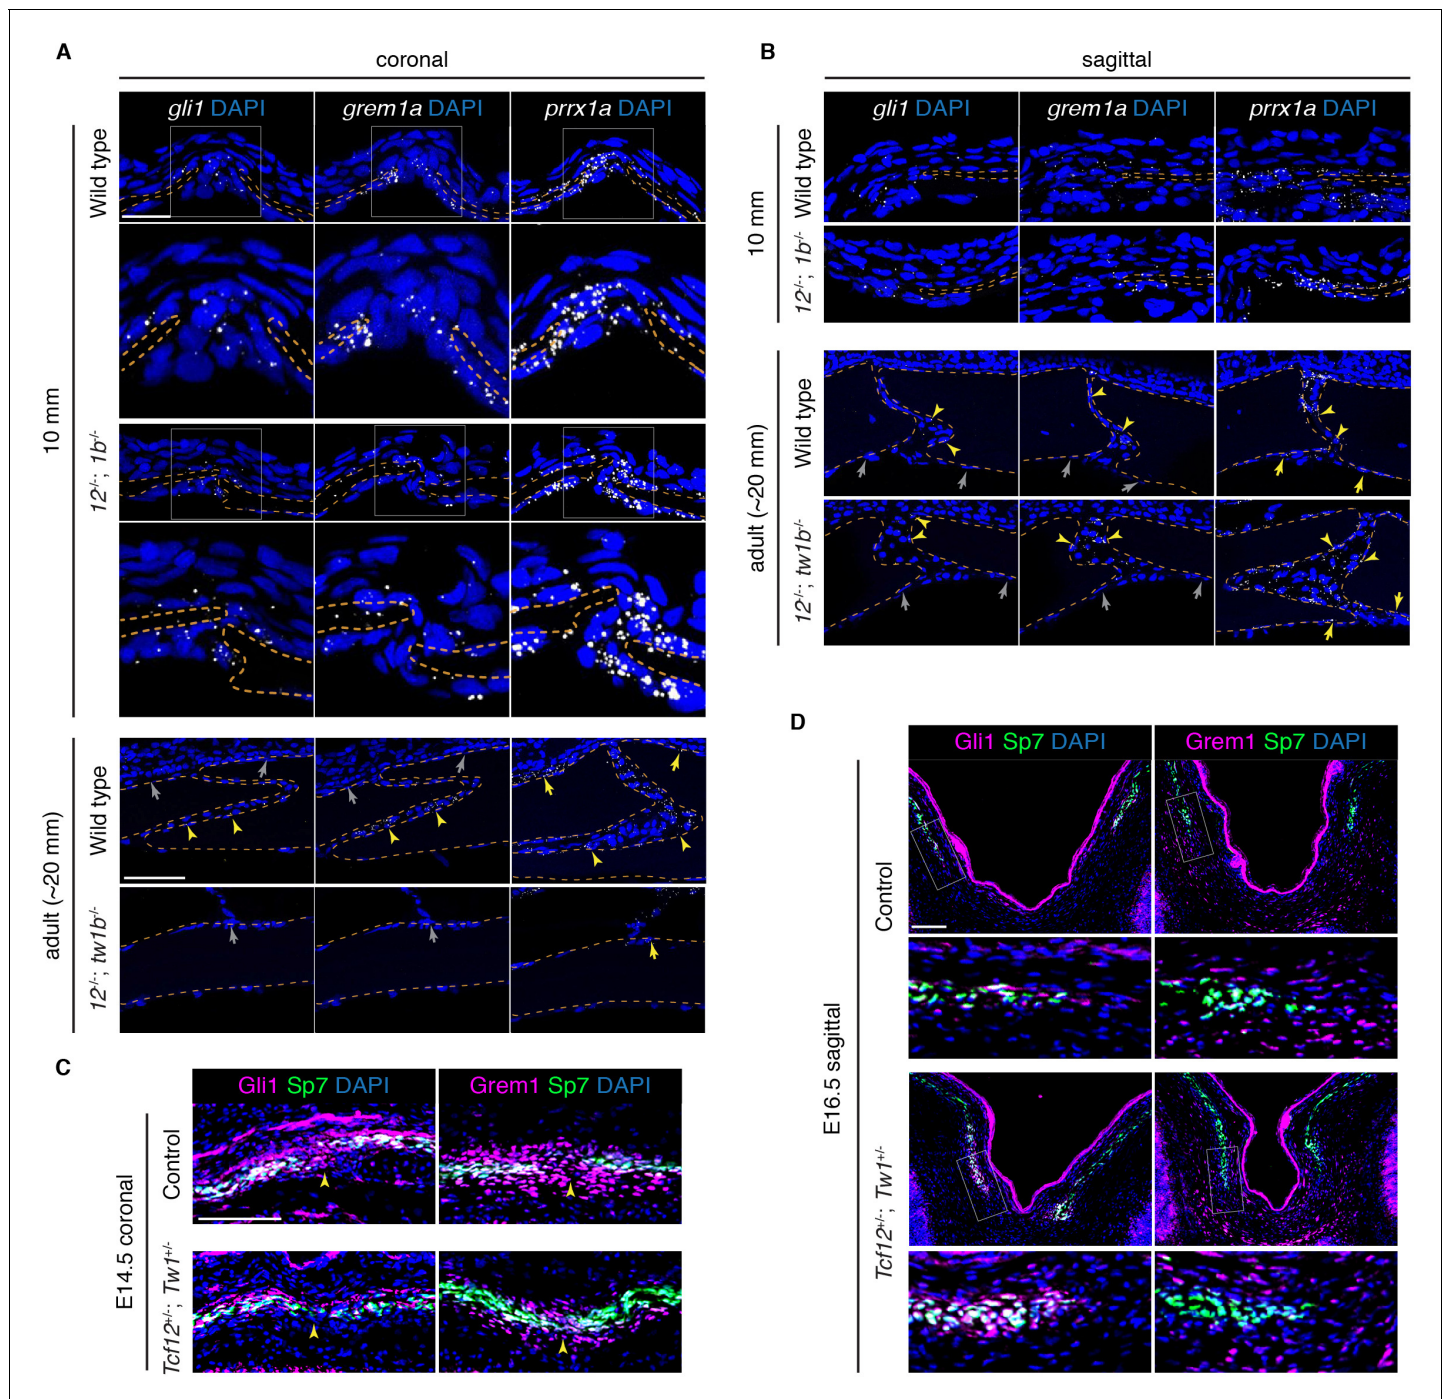 A
coronal
gli1 DAPI
grem1a DAPI
prrx1a DAPI
10 mm
Wild type
12-/-; 1b-/-
adult (~20 mm)
Wild type
12-/-; tw1b-/-
B
sagittal
gli1 DAPI
grem1a DAPI
prrx1a DAPI
10 mm
Wild type
12-/-; 1b-/-
adult (~20 mm)
Wild type
12-/-; tw1b-/-
C
Gli1 Sp7 DAPI
Grem1 Sp7 DAPI
E14.5 coronal
Control
Tcf12+/-; Tw1+/-
D
Gli1 Sp7 DAPI
Grem1 Sp7 DAPI
E16.5 sagittal
Control
Tcf12+/-; Tw1+/-